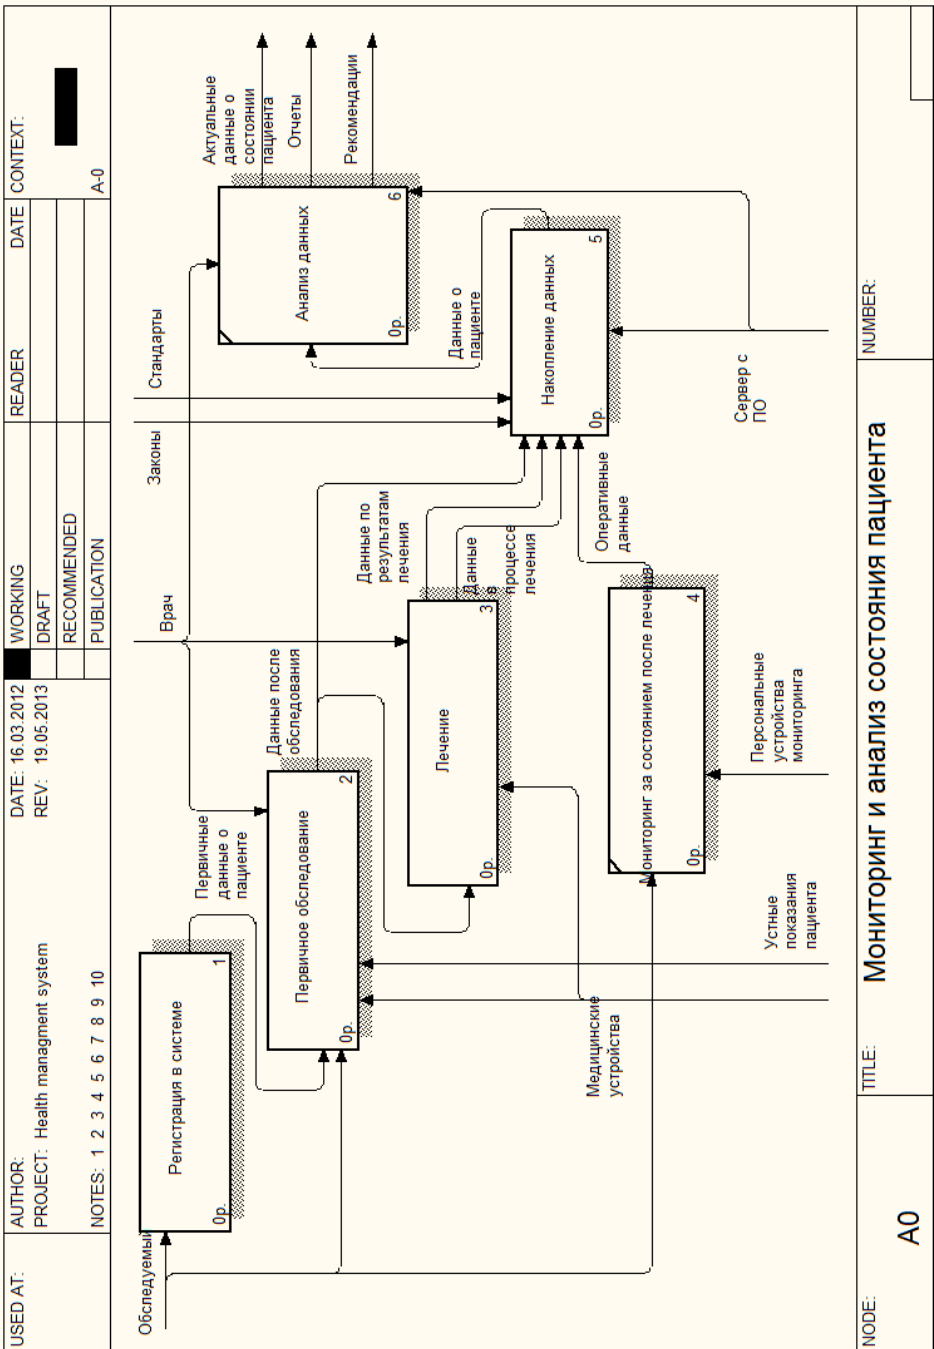 USED AT:
AUTHOR:
PROJECT: Health managment system
NOTES: 1 2 3 4 5 6 7 8 9 10
DATE: 16.03.2012
REV: 19.05.2013
WORKING
DRAFT
RECOMMENDED
PUBLICATION
READER
DATE
CONTEXT:
A-0
Обследуемый
Регистрация в системе
0р.
1
Первичные
данные о
пациенте
Первичное обследование
0р.
2
Данные после
обследования
Врач
Лечение
0р.
3
Данные по
результатам
лечения
Данные
в
процессе
лечения
Мониторинг за состоянием после лечения
0р.
4
Оперативные
данные
Законы
Стандарты
Накопление данных
0р.
5
Данные о
пациенте
Анализ данных
0р.
6
Актуальные
данные о
состоянии
пациента
Отчеты
Рекомендации
Медицинские
устройства
Устные
показания
пациента
Персональные
устройства
мониторинга
Сервер с
ПО
NODE:
A0
TITLE:
Мониторинг и анализ состояния пациента
NUMBER: